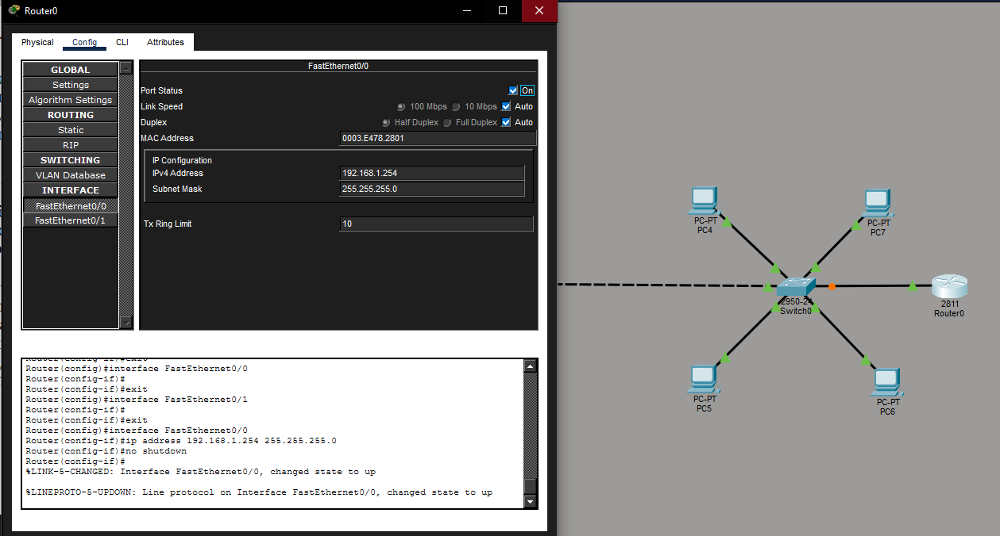 Router0
Physical Config CLI Attributes
GLOBAL
Settings
Algorithm Settings
ROUTING
Static
RIP
SWITCHING
VLAN Database
INTERFACE
FastEthernet0/0
FastEthernet0/1
FastEthernet0/0
Port Status On
Link Speed 100 Mbps 10 Mbps Auto
Duplex Half Duplex Full Duplex Auto
MAC Address 0003.E478.2801
IP Configuration
IPv4 Address 192.168.1.254
Subnet Mask 255.255.255.0
Tx Ring Limit 10
Router(config-if)#exit
Router(config)#interface FastEthernet0/0
Router(config-if)#
Router(config-if)#exit
Router(config)#interface FastEthernet0/1
Router(config-if)#
Router(config-if)#exit
Router(config)#interface FastEthernet0/0
Router(config-if)#ip address 192.168.1.254 255.255.255.0
Router(config-if)#no shutdown
Router(config-if)#
%LINK-5-CHANGED: Interface FastEthernet0/0, changed state to up
%LINEPROTO-5-UPDOWN: Line protocol on Interface FastEthernet0/0, changed state to up
PC-PT
PC4
PC-PT
PC7
2950-24
Switch0
2811
Router0
PC-PT
PC5
PC-PT
PC6